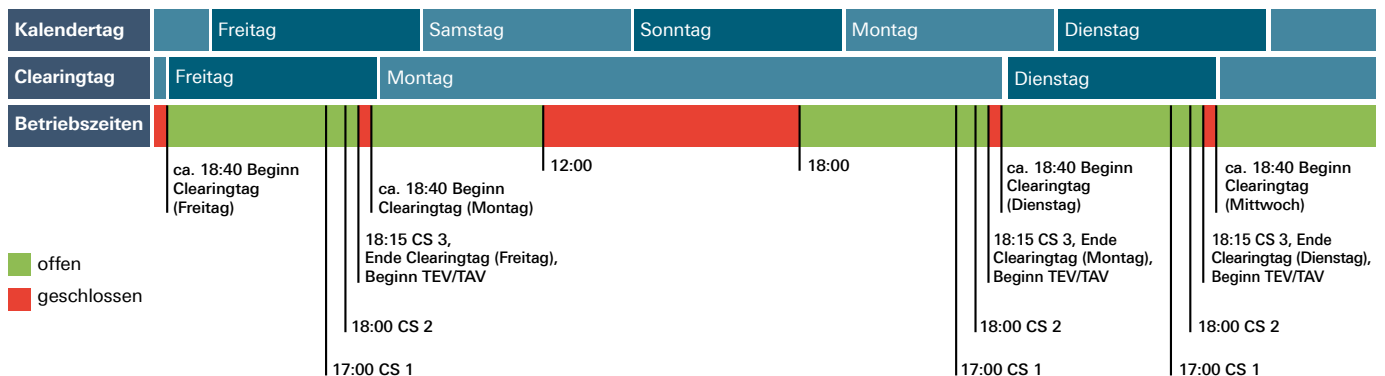 Kalendertag Freitag Samstag Sonntag Montag Dienstag
Clearingtag Freitag Montag Dienstag
Betriebszeiten
ca. 18:40 Beginn
Clearingtag
(Freitag)
ca. 18:40 Beginn
Clearingtag (Montag)
12:00
18:00
ca. 18:40 Beginn
Clearingtag
(Dienstag)
ca. 18:40 Beginn
Clearingtag
(Mittwoch)
18:15 CS 3,
Ende Clearingtag (Freitag),
Beginn TEV/TAV
18:15 CS 3, Ende
Clearingtag (Montag),
Beginn TEV/TAV
18:15 CS 3, Ende
Clearingtag (Dienstag),
Beginn TEV/TAV
offen
geschlossen
18:00 CS 2
18:00 CS 2
18:00 CS 2
17:00 CS 1
17:00 CS 1
17:00 CS 1